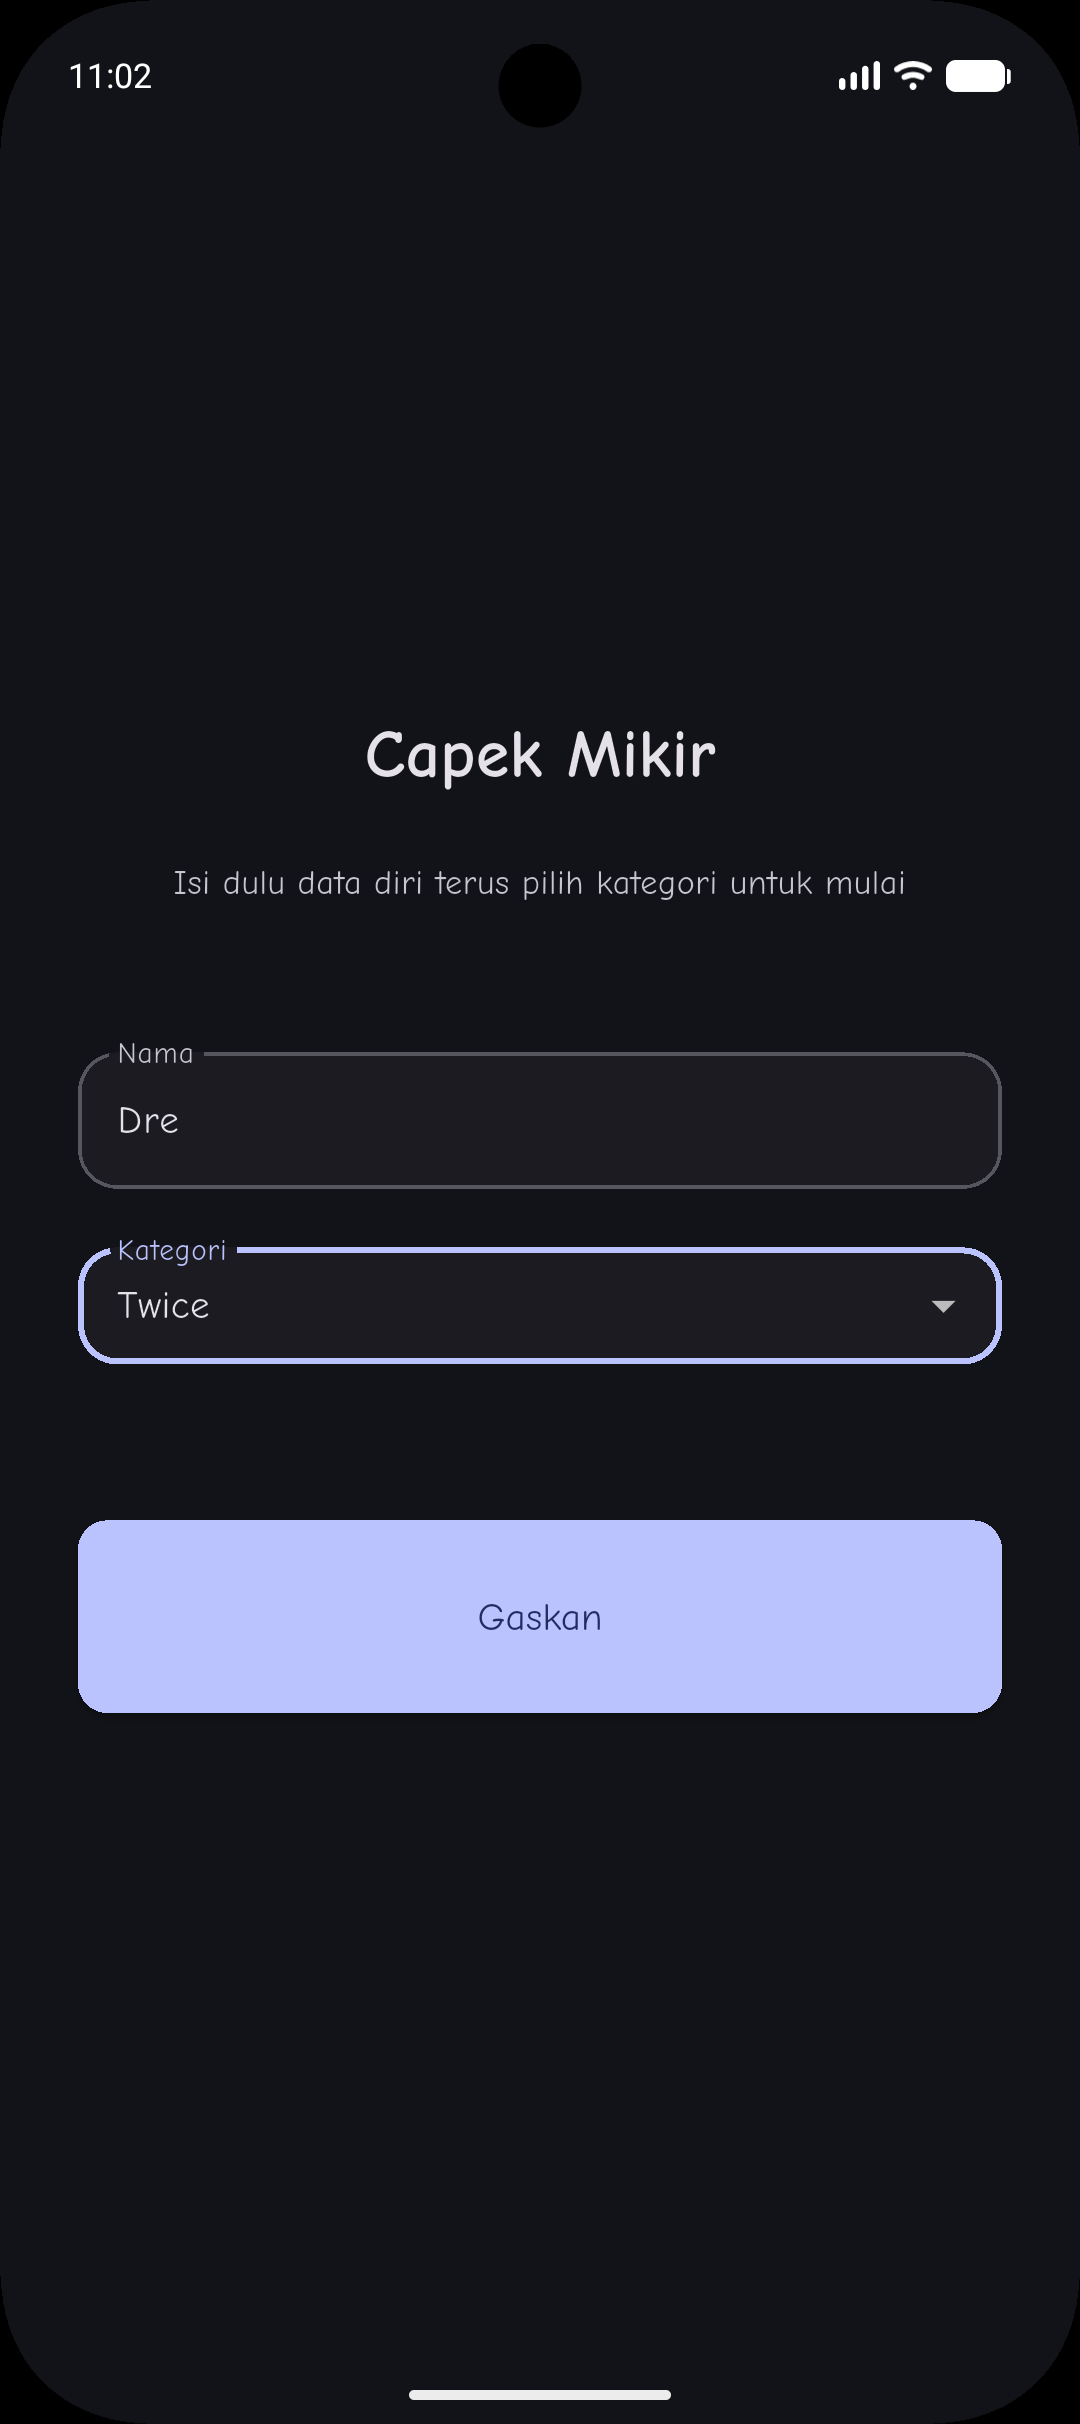 11:02
Capek Mikir
Isi dulu data diri terus pilih kategori untuk mulai
Nama
Dre
Kategori
Twice
Gaskan